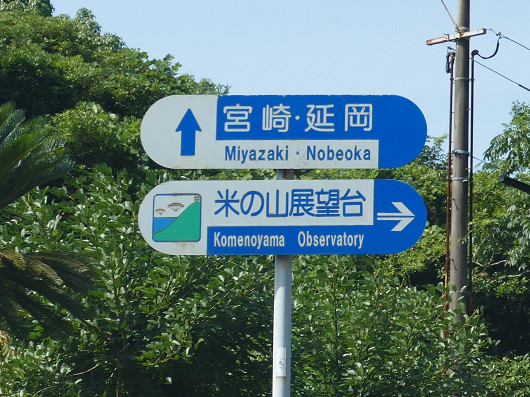 宮崎・延岡
Miyazaki・Nobeoka
米の山展望台
Komenoyama Observatory